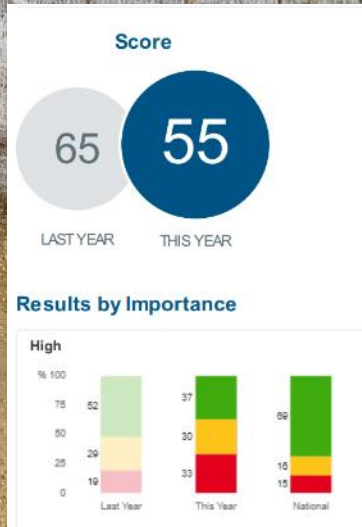 Score
65
55
LAST YEAR
THIS YEAR
Results by Importance
High
% 100
75
50
25
0
52
29
19
Last Year
37
30
33
This Year
69
16
15
National